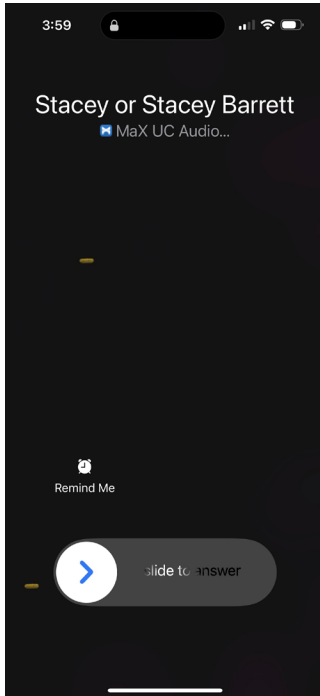 3:59
Stacey or Stacey Barrett
MaX UC Audio...
Remind Me
slide to answer